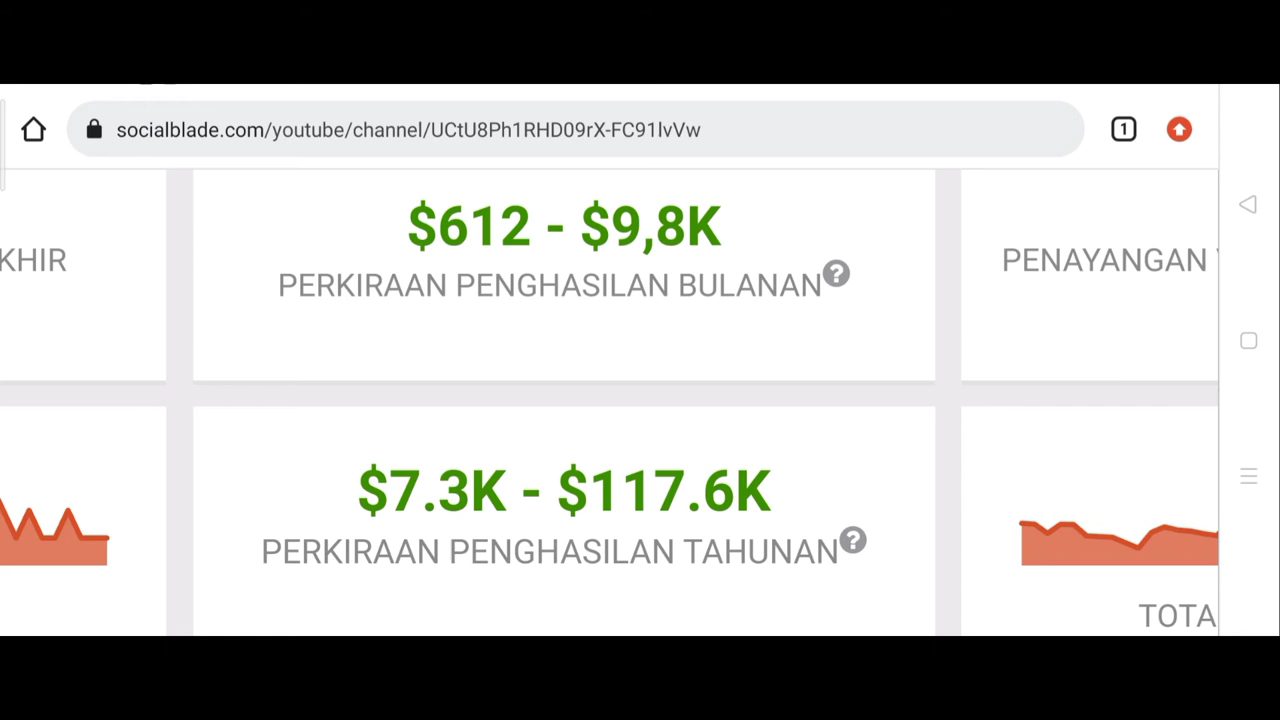 socialblade.com/youtube/channel/UCtU8Ph1RHD09rX-FC91lvVw
1
$612 - $9,8K
KHIR
PERKIRAAN PENGHASILAN BULANAN?
PENAYANGAN
$7.3K - $117.6K
PERKIRAAN PENGHASILAN TAHUNAN?
TOTA